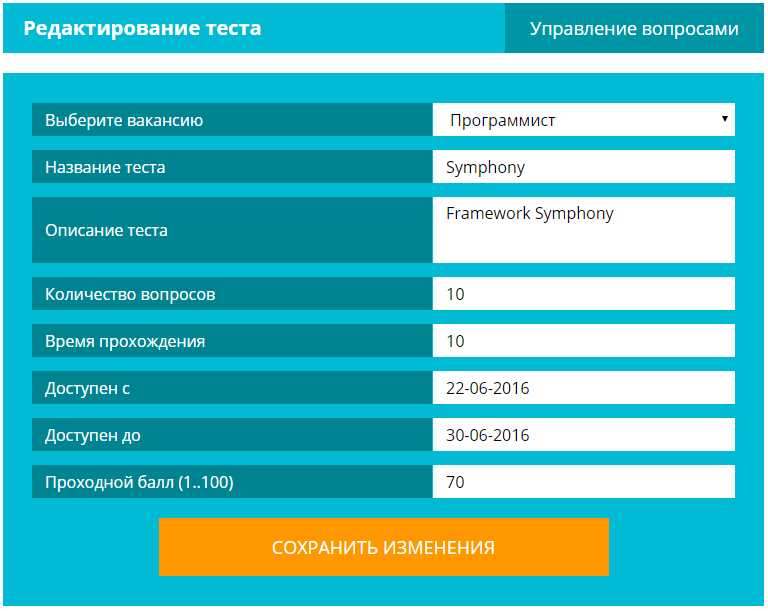 Редактирование теста
Управление вопросами
Выберите вакансию
Программист
Название теста
Symphony
Описание теста
Framework Symphony
Количество вопросов
10
Время прохождения
10
Доступен с
22-06-2016
Доступен до
30-06-2016
Проходной балл (1..100)
70
СОХРАНИТЬ ИЗМЕНЕНИЯ